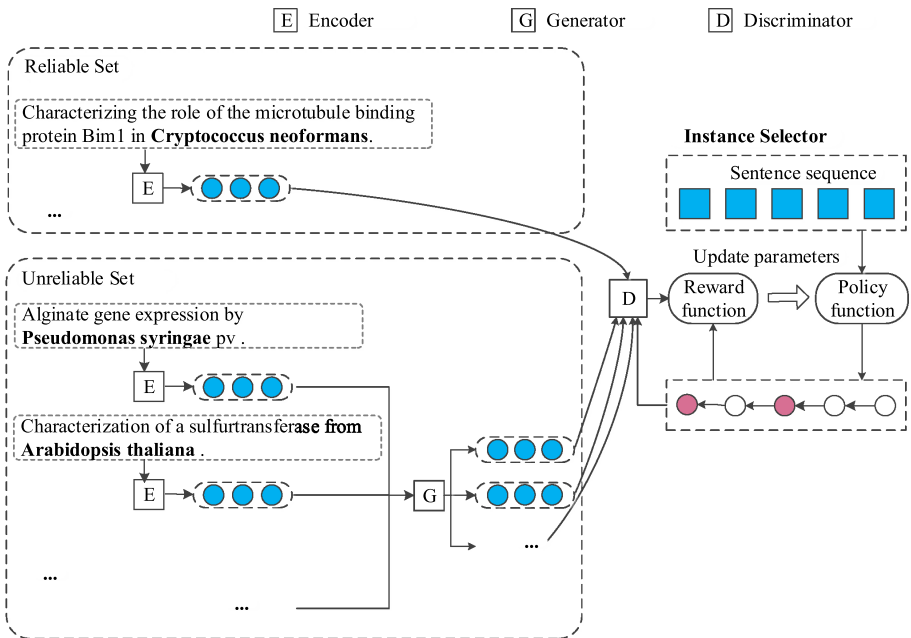 E Encoder
G Generator
D Discriminator
Reliable Set
Characterizing the role of the microtubule binding
protein Bim1 in Cryptococcus neoformans.
E
...
Unreliable Set
Alginate gene expression by
Pseudomonas syringae pv .
E
Characterization of a sulfurtransferase from
Arabidopsis thaliana .
E
G
...
...
...
D
Instance Selector
Sentence sequence
Update parameters
Reward
function
Policy
function